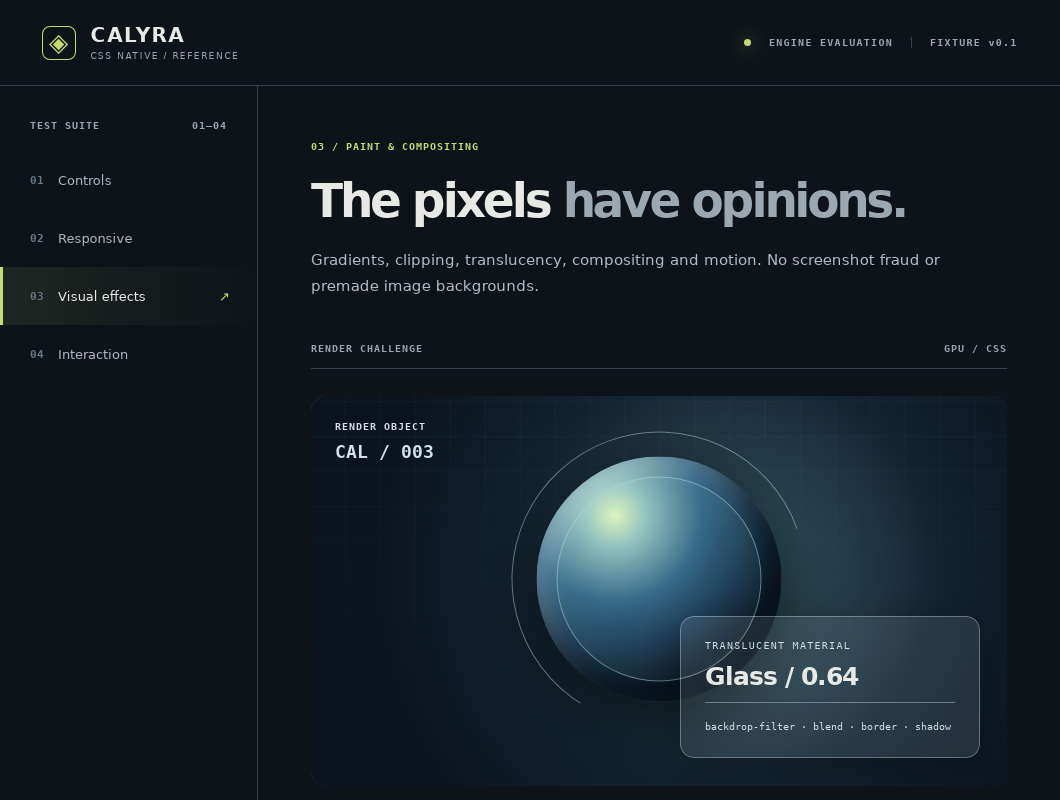 CALYRA
CSS NATIVE / REFERENCE
ENGINE EVALUATION
FIXTURE v0.1
TEST SUITE
01—04
01 Controls
02 Responsive
03 Visual effects ↗
04 Interaction
03 / PAINT & COMPOSITING
The pixels have opinions.
Gradients, clipping, translucency, compositing and motion. No screenshot fraud or
premade image backgrounds.
RENDER CHALLENGE
GPU / CSS
RENDER OBJECT
CAL / 003
TRANSLUCENT MATERIAL
Glass / 0.64
backdrop-filter · blend · border · shadow